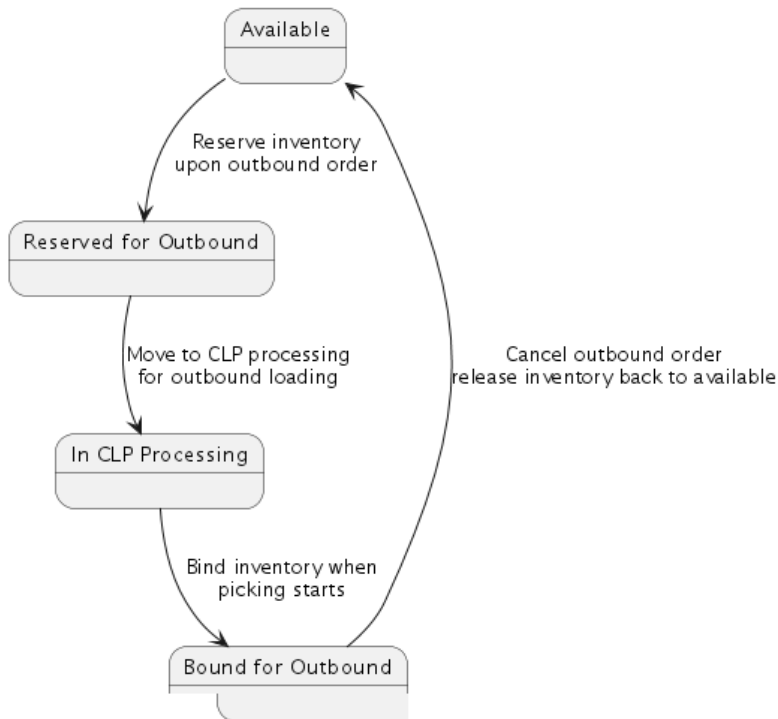 Available
Reserve inventory
upon outbound order
Reserved for Outbound
Move to CLP processing
for outbound loading
Cancel outbound order
release inventory back to available
In CLP Processing
Bind inventory when
picking starts
Bound for Outbound